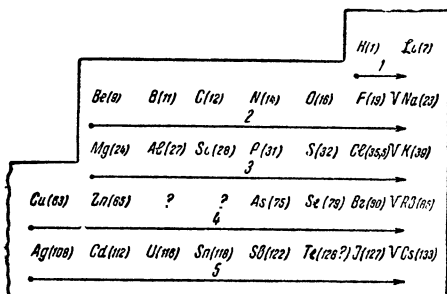 H(1) Li(7)
1
Be(9) B(11) C(12) N(14) O(16) F(19) Na(23)
2
Mg(24) Al(27) Si(28) P(31) S(32) Cl(35,5) K(39)
3
Cu(63) Zn(65) ? ? As(75) Se(79) Br(80) Rb(85)
4
Ag(108) Cd(112) U(116) Sn(118) Sb(122) Te(128?) J(127) Cs(133)
5